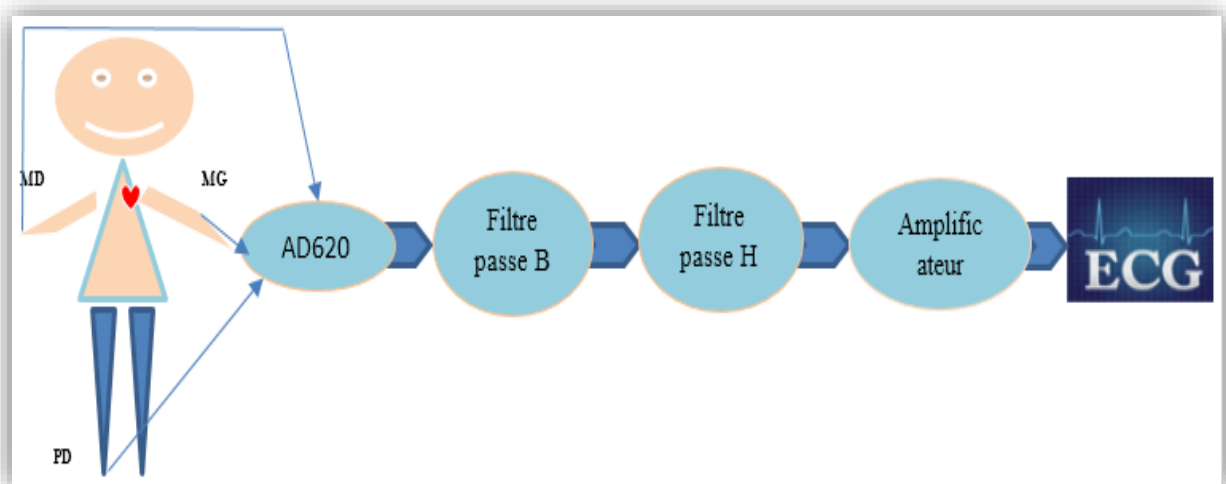 MD
MG
PD
AD620
Filtre
passe B
Filtre
passe H
Amplific
ateur
ECG